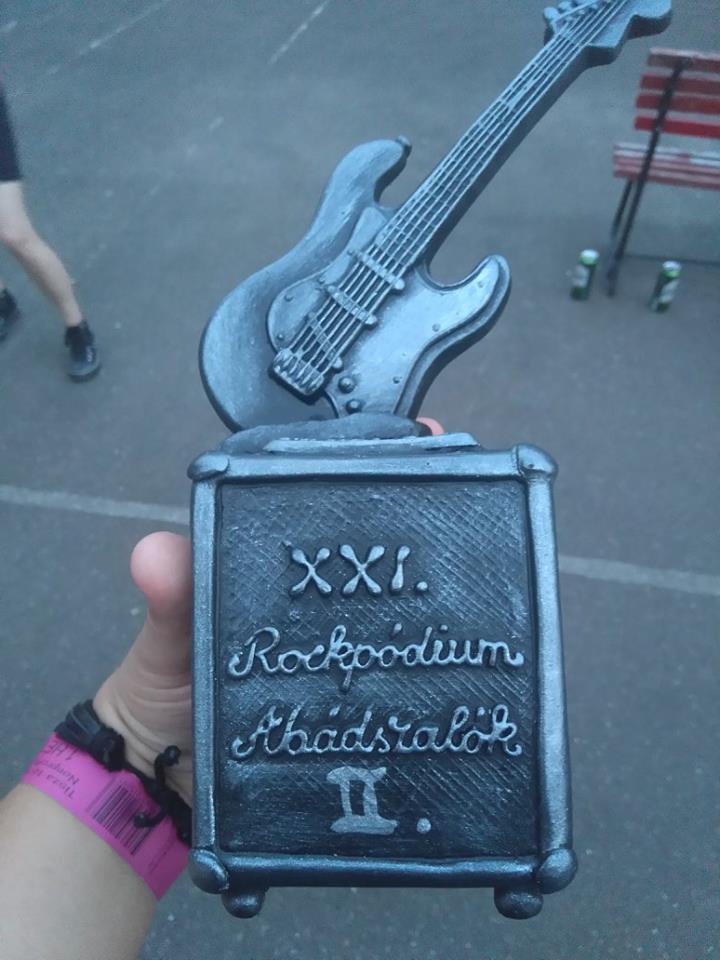 XXI.
Rockpódium
Abádszalók
II.